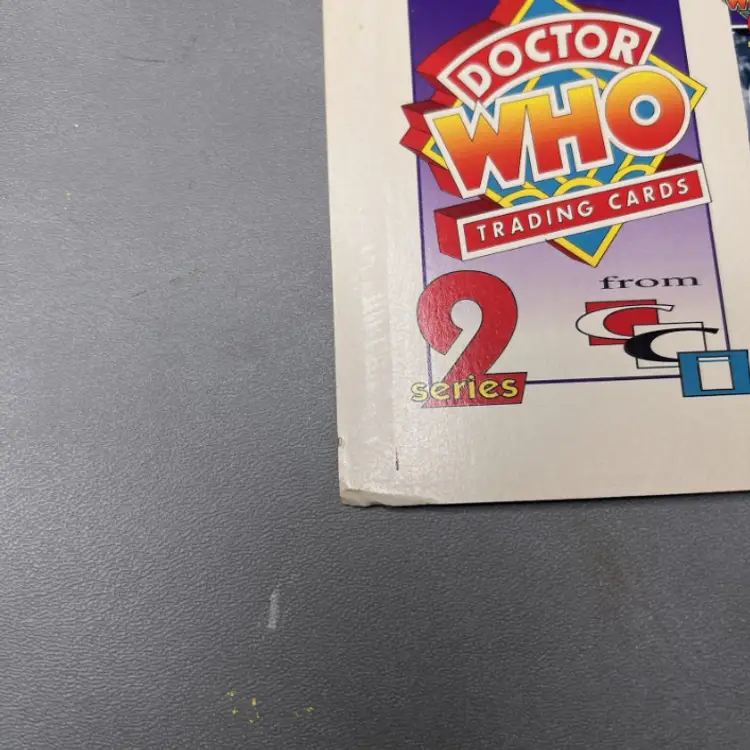 DOCTOR
WHO
TRADING CARDS
from
2
series